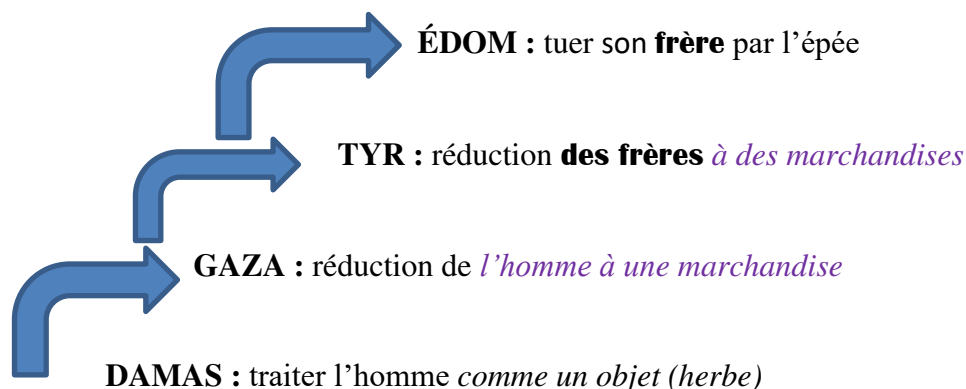 ÉDOM : tuer son frère par l’épée
TYR : réduction des frères à des marchandises
GAZA : réduction de l’homme à une marchandise
DAMAS : traiter l’homme comme un objet (herbe)